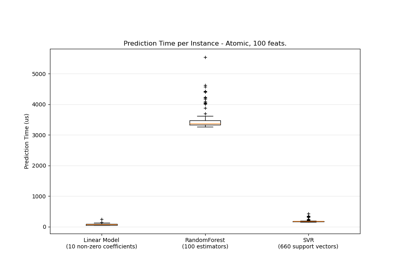 Prediction Time per Instance - Atomic, 100 feats.
Prediction Time (us)
5000
4000
3000
2000
1000
0
Linear Model
(10 non-zero coefficients)
RandomForest
(100 estimators)
SVR
(660 support vectors)